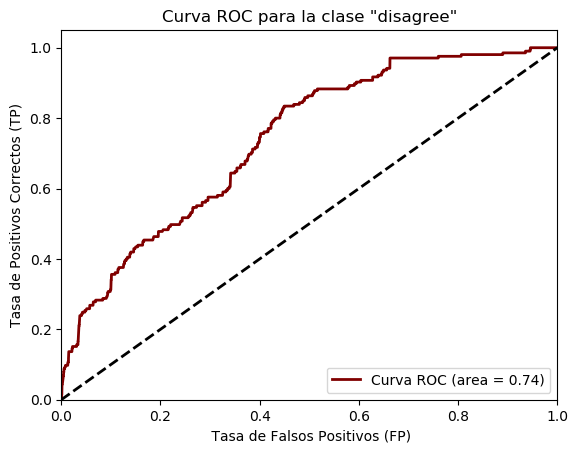 Curva ROC para la clase "disagree"
Tasa de Positivos Correctos (TP)
1.0
0.8
0.6
0.4
0.2
0.0
0.0 0.2 0.4 0.6 0.8 1.0
Curva ROC (area = 0.74)
Tasa de Falsos Positivos (FP)